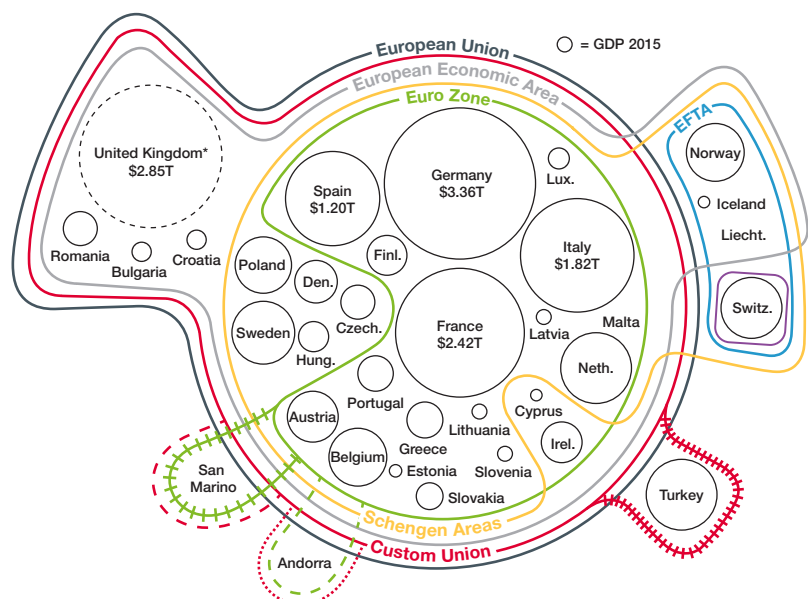 European Union
= GDP 2015
European Economic Area
Euro Zone
EFTA
United Kingdom*
$2.85T
Germany
$3.36T
Lux.
Norway
Spain
$1.20T
Iceland
Romania
Bulgaria
Croatia
Poland
Finl.
Italy
$1.82T
Liecht.
Den.
Switz.
Sweden
Czech.
Hung.
France
$2.42T
Latvia
Malta
Neth.
Portugal
Austria
Cyprus
Lithuania
Greece
Irel.
Belgium
Estonia
Slovenia
San
Marino
Slovakia
Turkey
Schengen Areas
Custom Union
Andorra